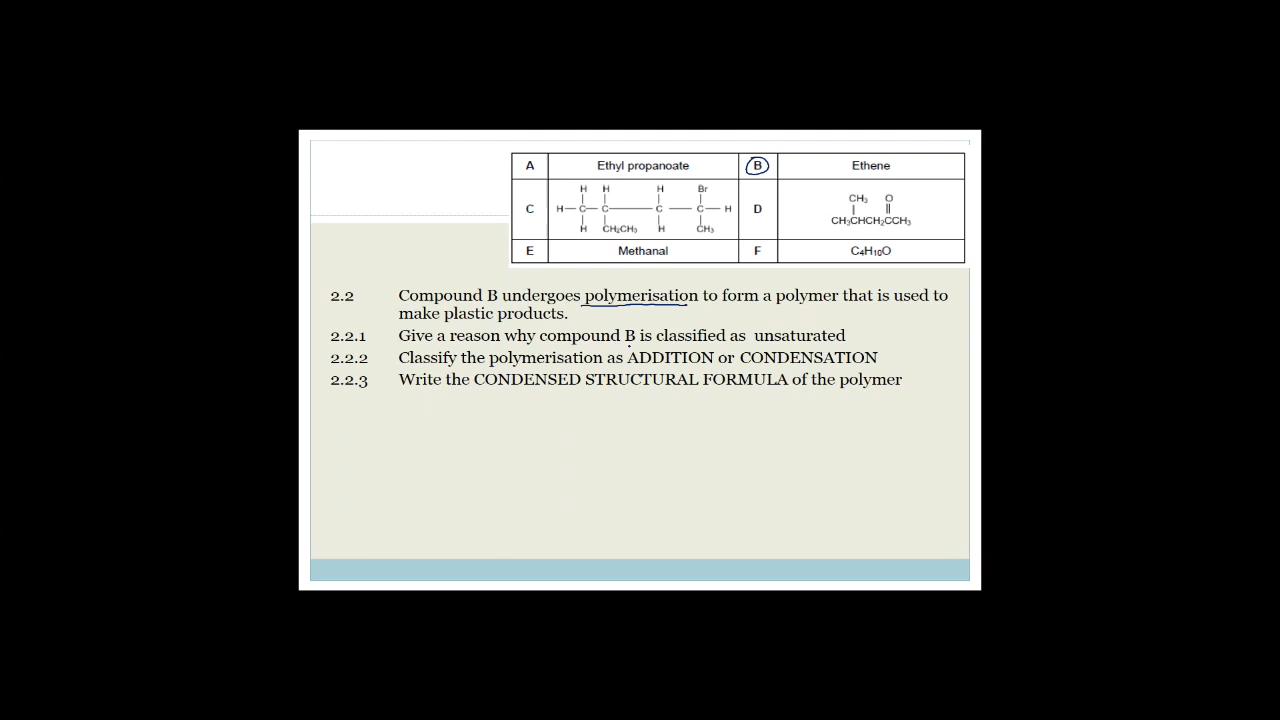 A Ethyl propanoate B Ethene
H H H Br
C H—C—C—C—C—H D CH₃ O
H CH₂CH₃ H CH₃ CH₃CHCH₂CCH₃
E Methanal F C₄H₁₀O
2.2 Compound B undergoes polymerisation to form a polymer that is used to
make plastic products.
2.2.1 Give a reason why compound B is classified as unsaturated
2.2.2 Classify the polymerisation as ADDITION or CONDENSATION
2.2.3 Write the CONDENSED STRUCTURAL FORMULA of the polymer